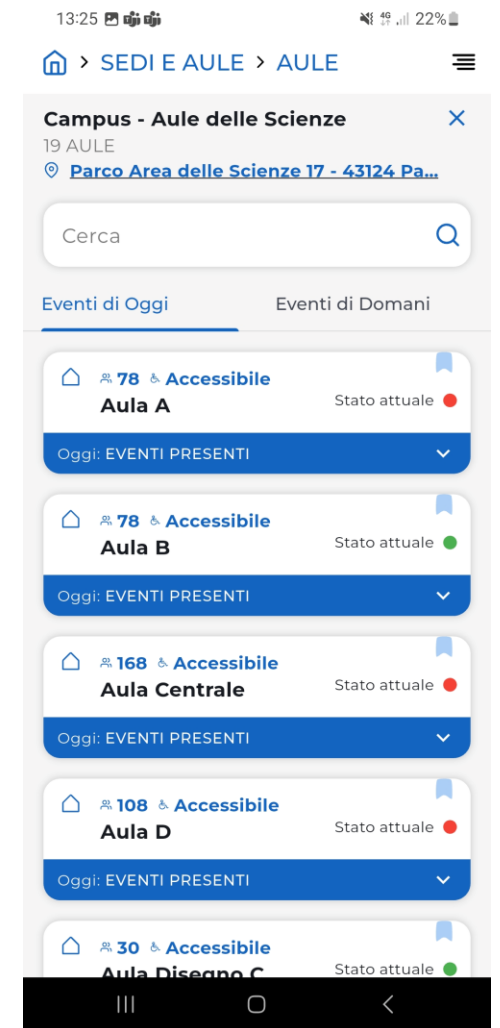 13:25 4G 22%
> SEDI E AULE > AULE
Campus - Aule delle Scienze
19 AULE
Parco Area delle Scienze 17 - 43124 Pa...
Cerca
Eventi di Oggi Eventi di Domani
78 Accessibile
Aula A Stato attuale
Oggi: EVENTI PRESENTI
78 Accessibile
Aula B Stato attuale
Oggi: EVENTI PRESENTI
168 Accessibile
Aula Centrale Stato attuale
Oggi: EVENTI PRESENTI
108 Accessibile
Aula D Stato attuale
Oggi: EVENTI PRESENTI
30 Accessibile
Aula Disegno C Stato attuale